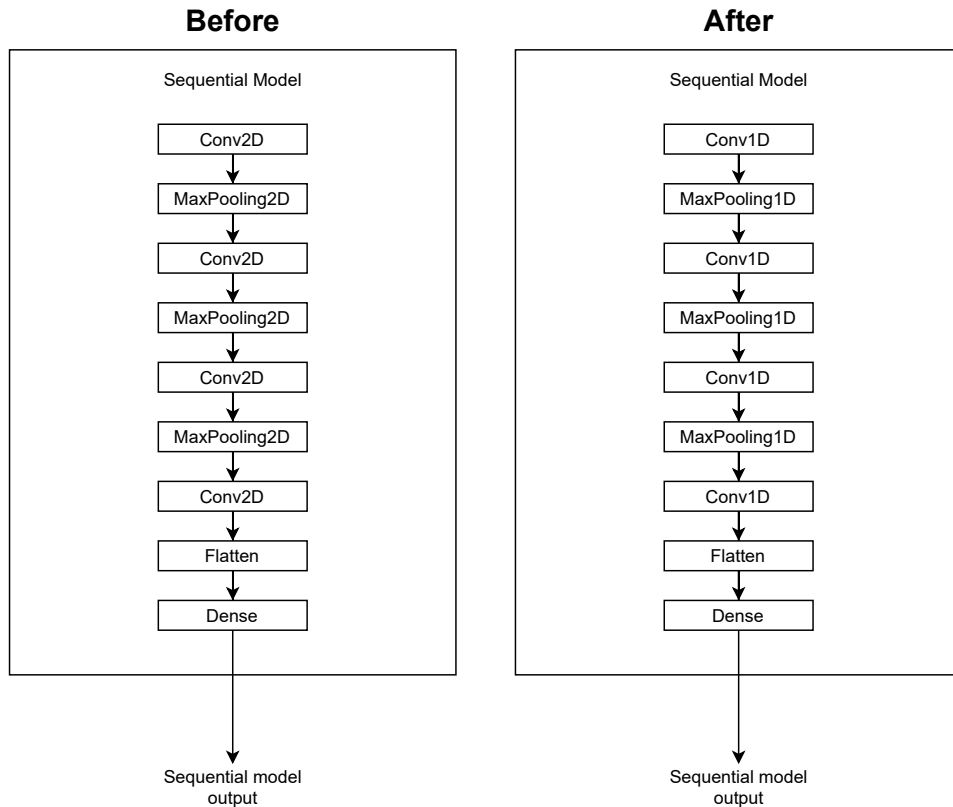 Before
Sequential Model
Conv2D
MaxPooling2D
Conv2D
MaxPooling2D
Conv2D
MaxPooling2D
Conv2D
Flatten
Dense
Sequential model
output
After
Sequential Model
Conv1D
MaxPooling1D
Conv1D
MaxPooling1D
Conv1D
MaxPooling1D
Conv1D
Flatten
Dense
Sequential model
output